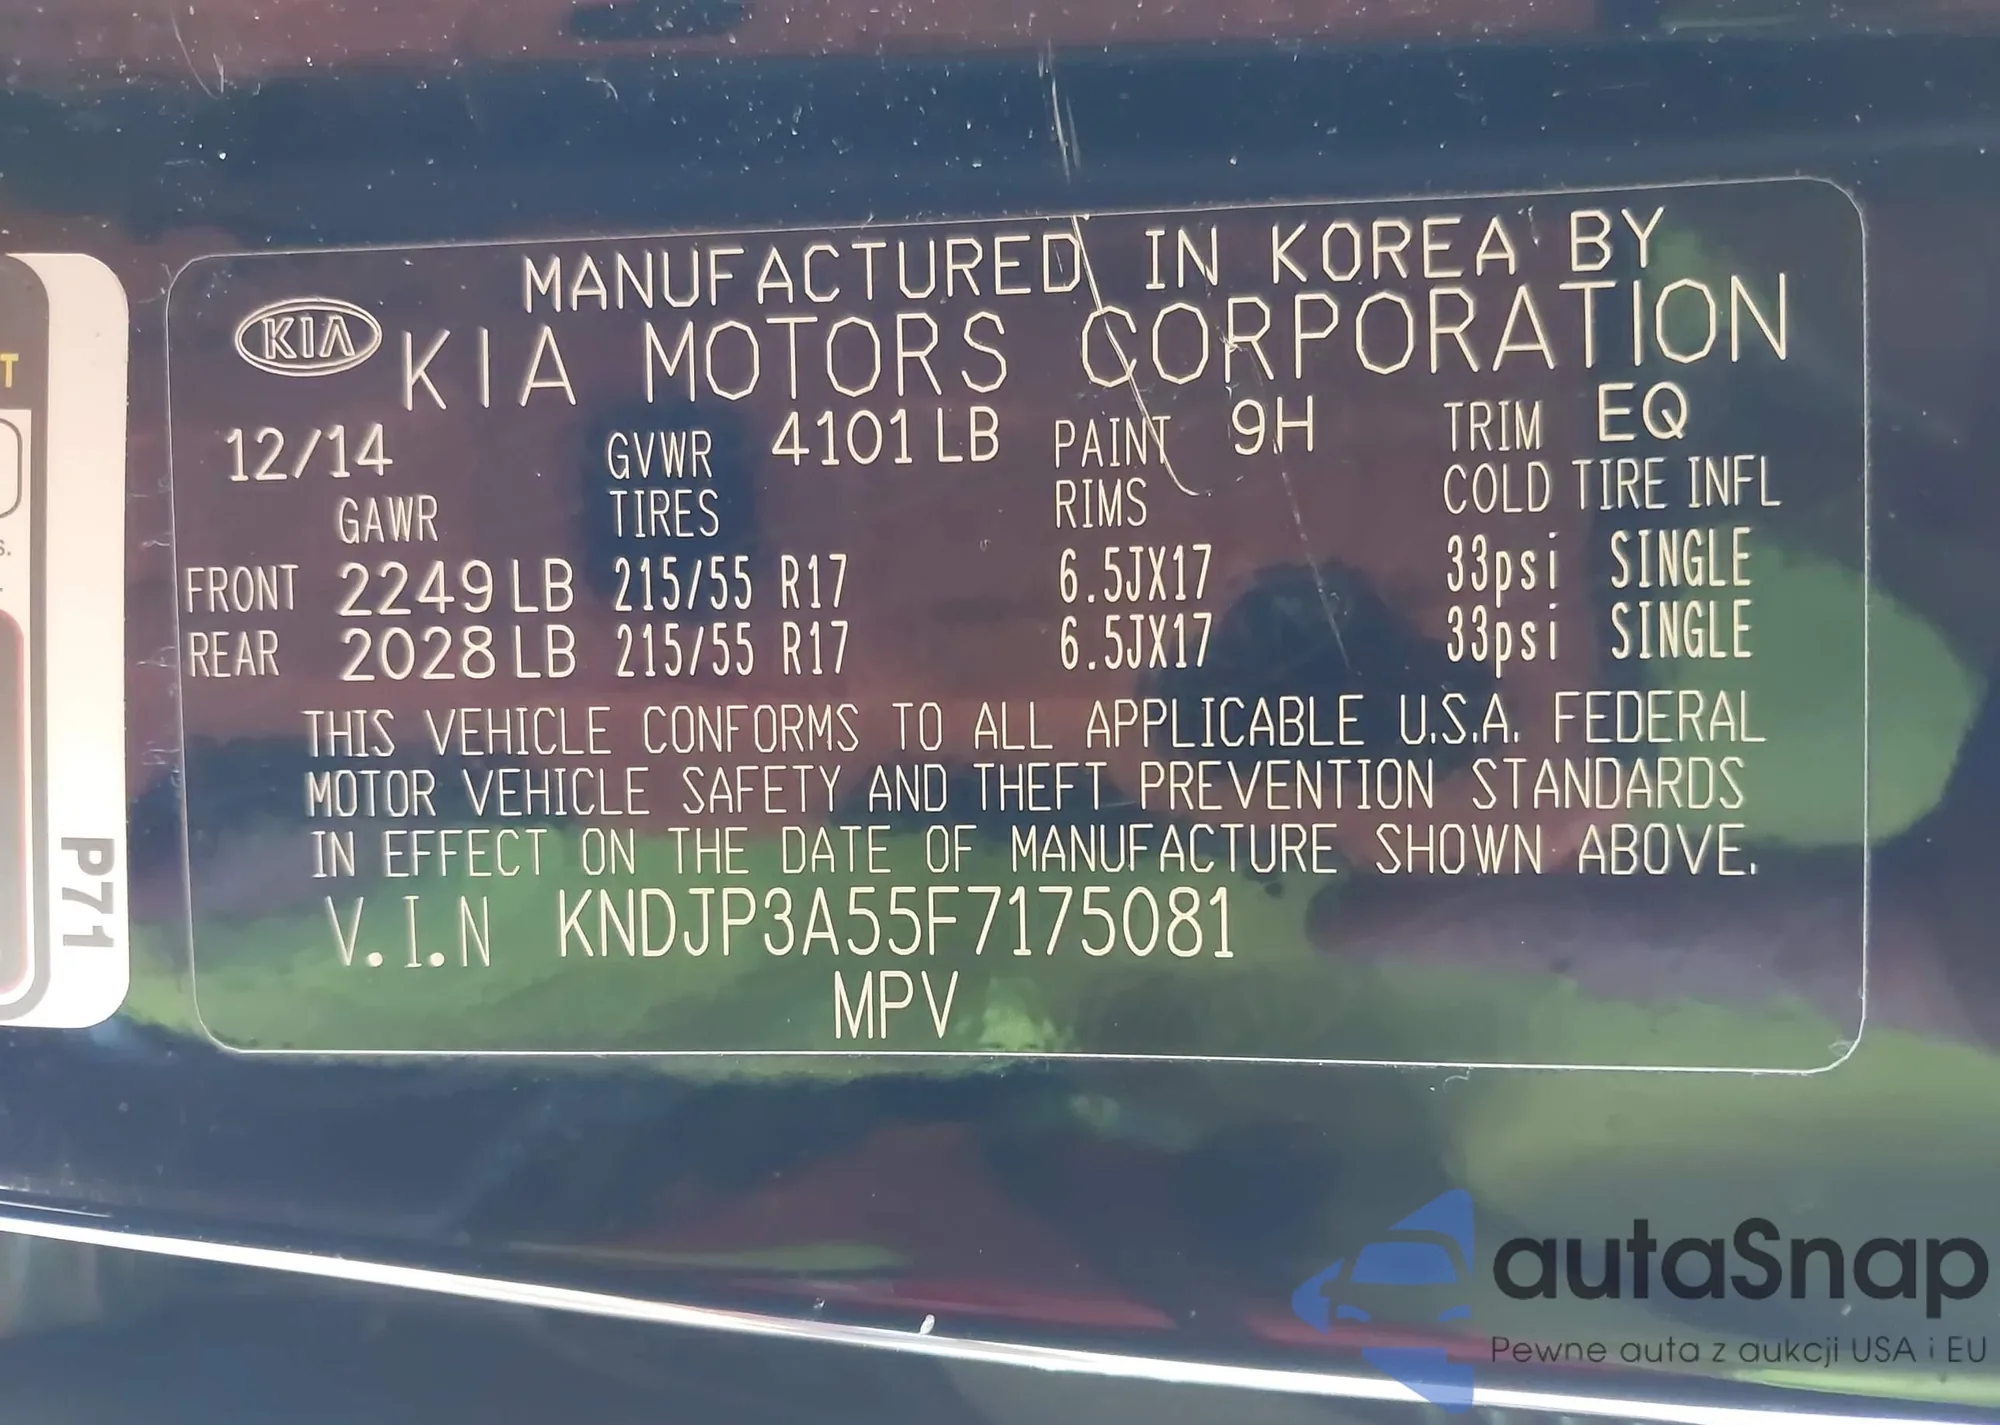 MANUFACTURED IN KOREA BY
KIA KIA MOTORS CORPORATION
12/14 GVWR 4101 LB PAINT 9H TRIM EQ
GAWR TIRES RIMS COLD TIRE INFL
FRONT 2249 LB 215/55 R17 6.5JX17 33psi SINGLE
REAR 2028 LB 215/55 R17 6.5JX17 33psi SINGLE
THIS VEHICLE CONFORMS TO ALL APPLICABLE U.S.A. FEDERAL
MOTOR VEHICLE SAFETY AND THEFT PREVENTION STANDARDS
IN EFFECT ON THE DATE OF MANUFACTURE SHOWN ABOVE.
V.I.N KNDJP3A55F7175081
MPV
P71
autaSnap
Pewne auta z aukcji USA i EU